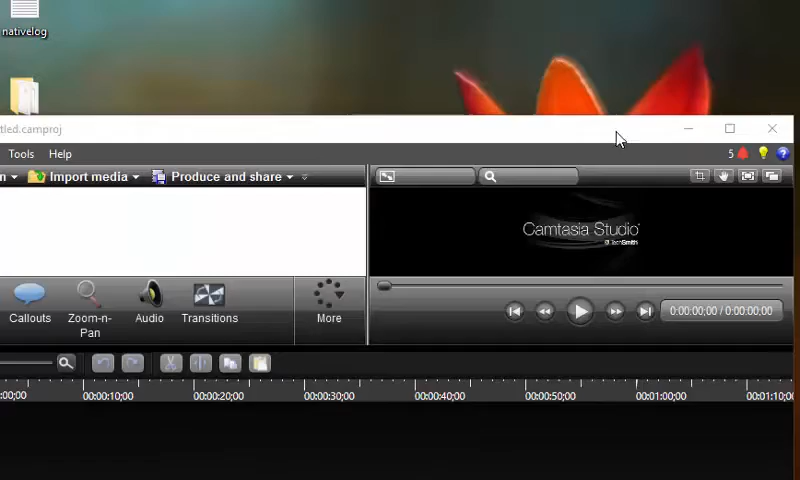 nativelog
tled.camproj
Tools Help
5
n Import media Produce and share
Camtasia Studio
TechSmith
Callouts Zoom-n-Pan Audio Transitions More
0:00:00;00 / 0:00:00;00
:00;00 00:00:10;00 00:00:20;00 00:00:30;00 00:00:40;00 00:00:50;00 00:01:00;00 00:01:10;00